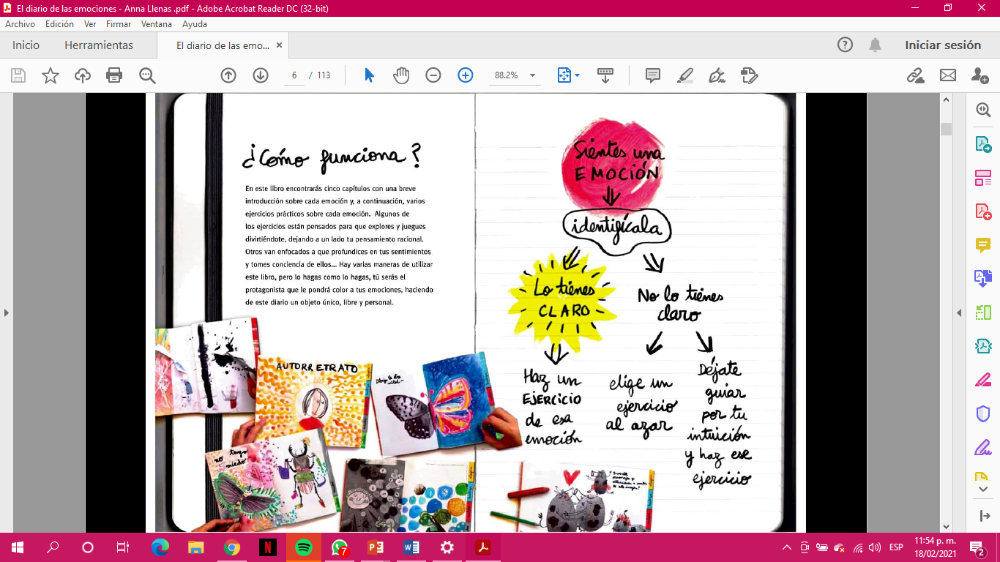 El diario de las emociones - Anna Llenas .pdf - Adobe Acrobat Reader DC (32-bit)
Archivo Edición Ver Firmar Ventana Ayuda
Inicio Herramientas El diario de las emo... Iniciar sesión
6 / 113 88.2%
¿Cómo funciona?
En este libro encontrarás cinco capítulos con una breve
introducción sobre cada emoción y, a continuación, varios
ejercicios prácticos sobre cada emoción. Algunos de
los ejercicios están pensados para que explores y juegues
divirtiéndote, dejando a un lado tu pensamiento racional.
Otros van enfocados a que profundices en tus sentimientos
y tomes conciencia de ellos... Hay varias maneras de utilizar
este libro, pero lo hagas como lo hagas, tú serás el
protagonista que le pondrá color a tus emociones, haciendo
de este diario un objeto único, libre y personal.
AUTORRETRATO
no tengo
miedo
Sientes una
EMOCIÓN
identifícala
Lo tienes
CLARO
No lo tienes
claro
Haz un
EJERCICIO
de esa
emoción
elige un
ejercicio
al azar
Déjate
guiar
por tu
intuición
y haz ese
ejercicio
7
ESP
11:54 p. m.
18/02/2021
2